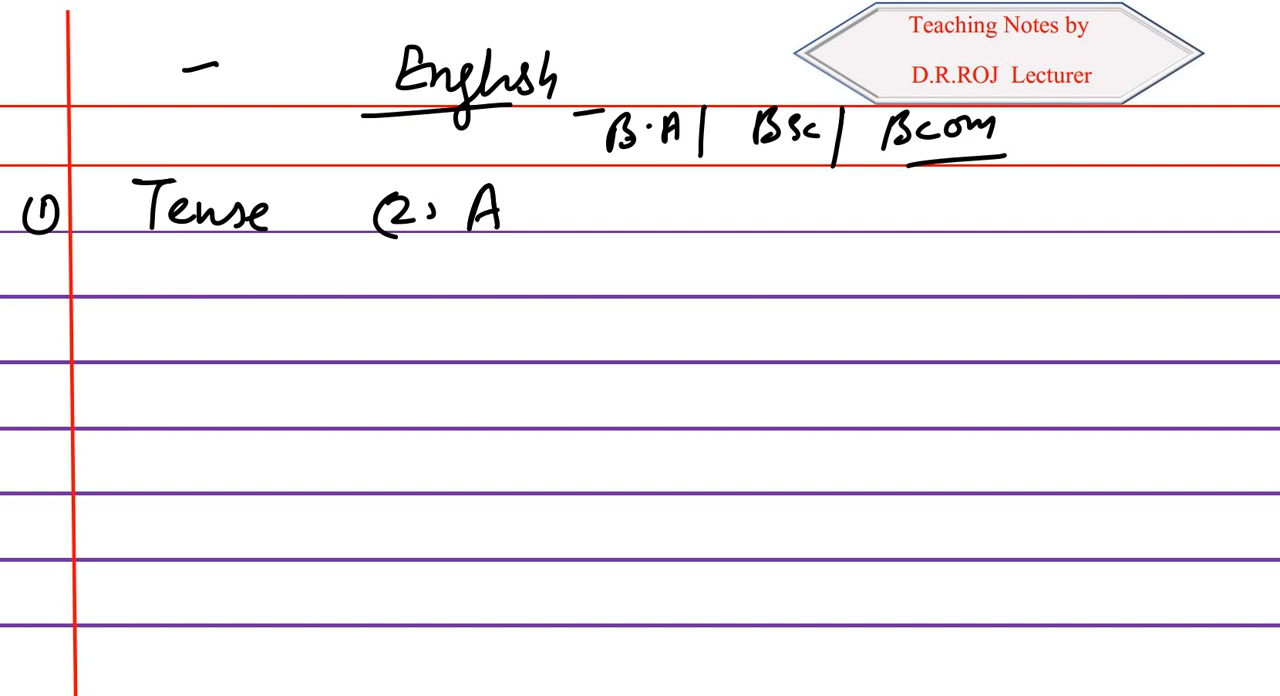 Teaching Notes by
D.R.ROJ Lecturer
- English
- B.A | BSc | Bcom
(1) Tense (2) A